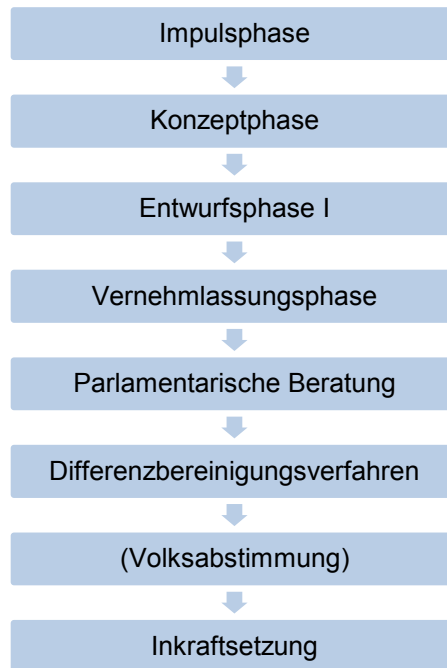 Impulsphase
Konzeptphase
Entwurfsphase I
Vernehmlassungsphase
Parlamentarische Beratung
Differenzbereinigungsverfahren
(Volksabstimmung)
Inkraftsetzung